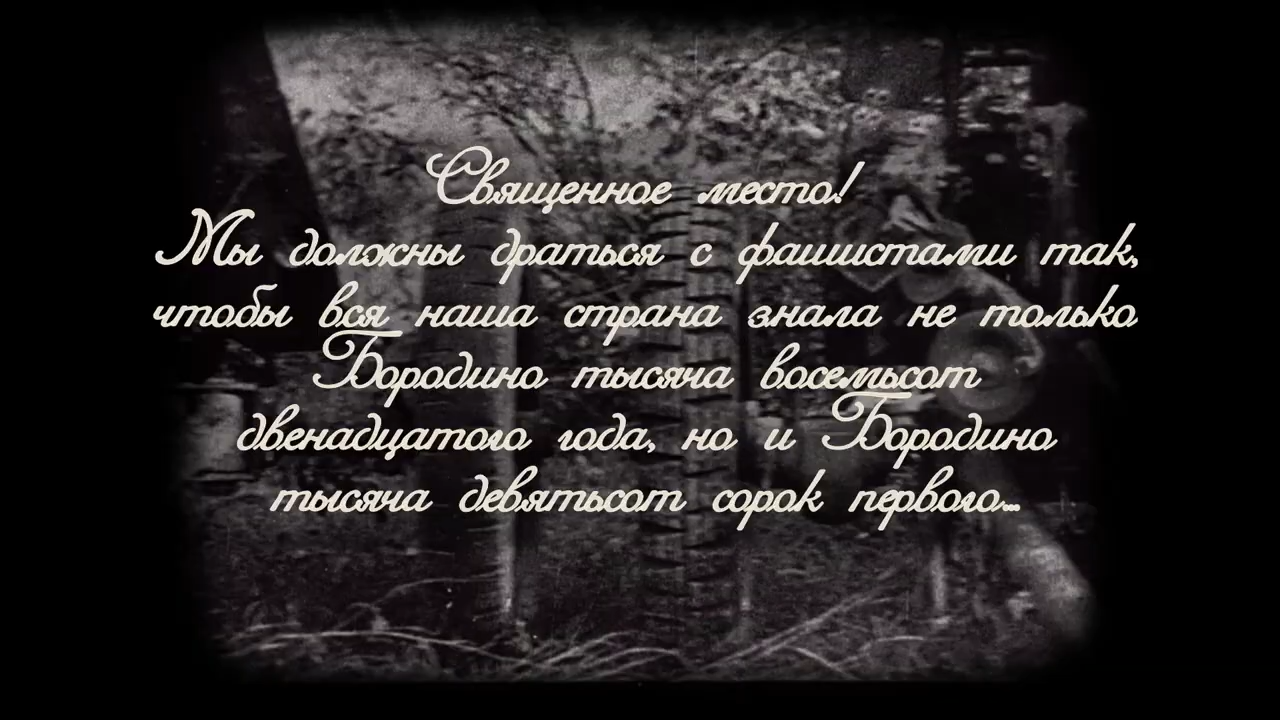 Священное место!
Мы должны драться с фашистами так,
чтобы вся наша страна знала не только
Бородино тысяча восемьсот
двенадцатого года, но и Бородино
тысяча девятьсот сорок первого...